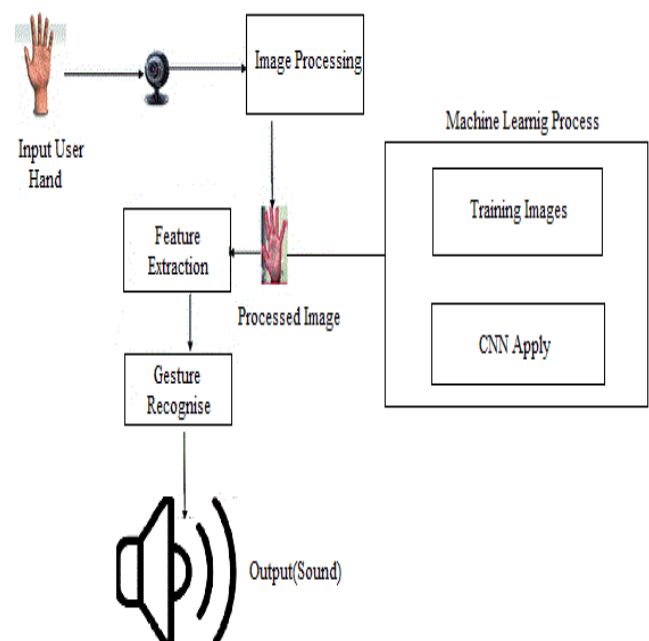 Image Processing
Input User
Hand
Machine Learnig Process
Training Images
CNN Apply
Feature
Extraction
Processed Image
Gesture
Recognise
Output(Sound)